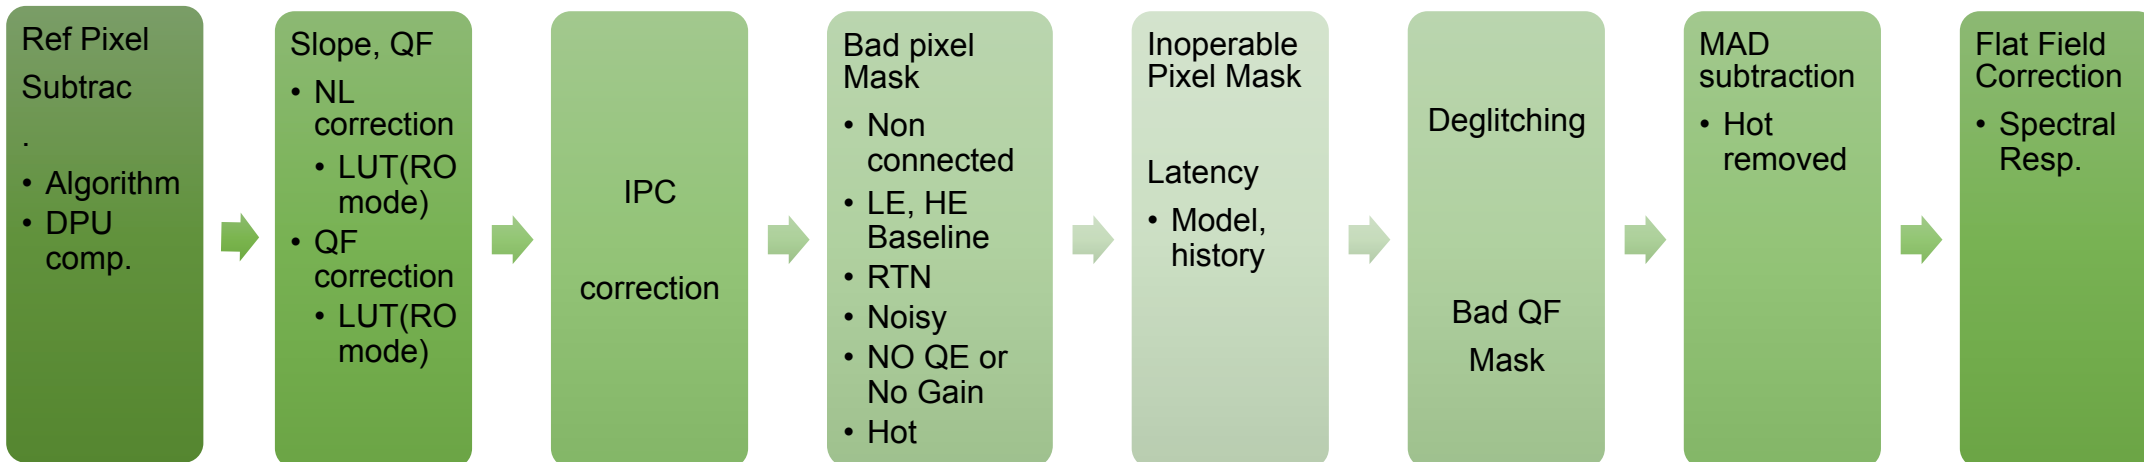 Ref Pixel
Subtrac
.
• Algorithm
• DPU
comp.
Slope, QF
• NL
correction
• LUT(RO
mode)
• QF
correction
• LUT(RO
mode)
IPC
correction
Bad pixel
Mask
• Non
connected
• LE, HE
Baseline
• RTN
• Noisy
• NO QE or
No Gain
• Hot
Inoperable
Pixel Mask
Latency
• Model,
history
Deglitching
Bad QF
Mask
MAD
subtraction
• Hot
removed
Flat Field
Correction
• Spectral
Resp.